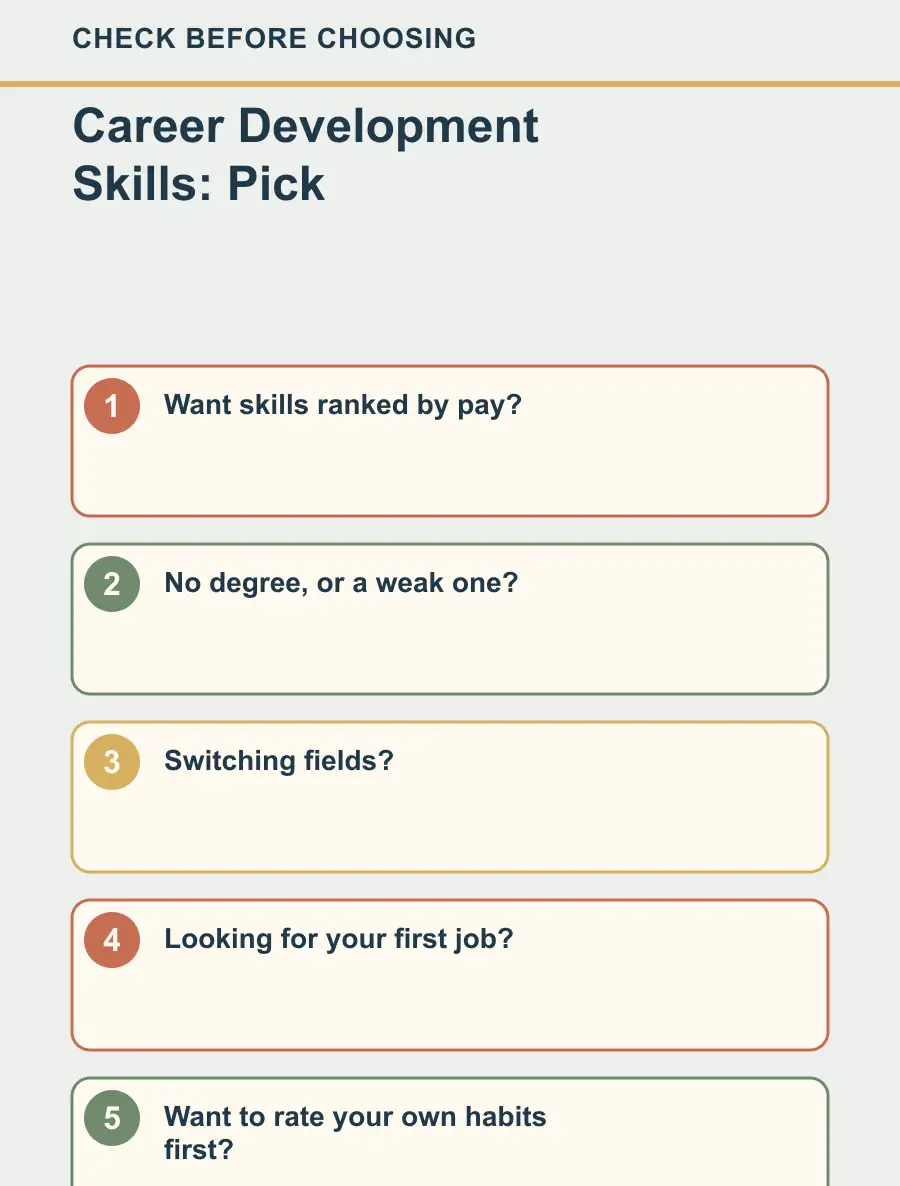 CHECK BEFORE CHOOSING
Career Development
Skills: Pick
1 Want skills ranked by pay?
2 No degree, or a weak one?
3 Switching fields?
4 Looking for your first job?
5 Want to rate your own habits
first?